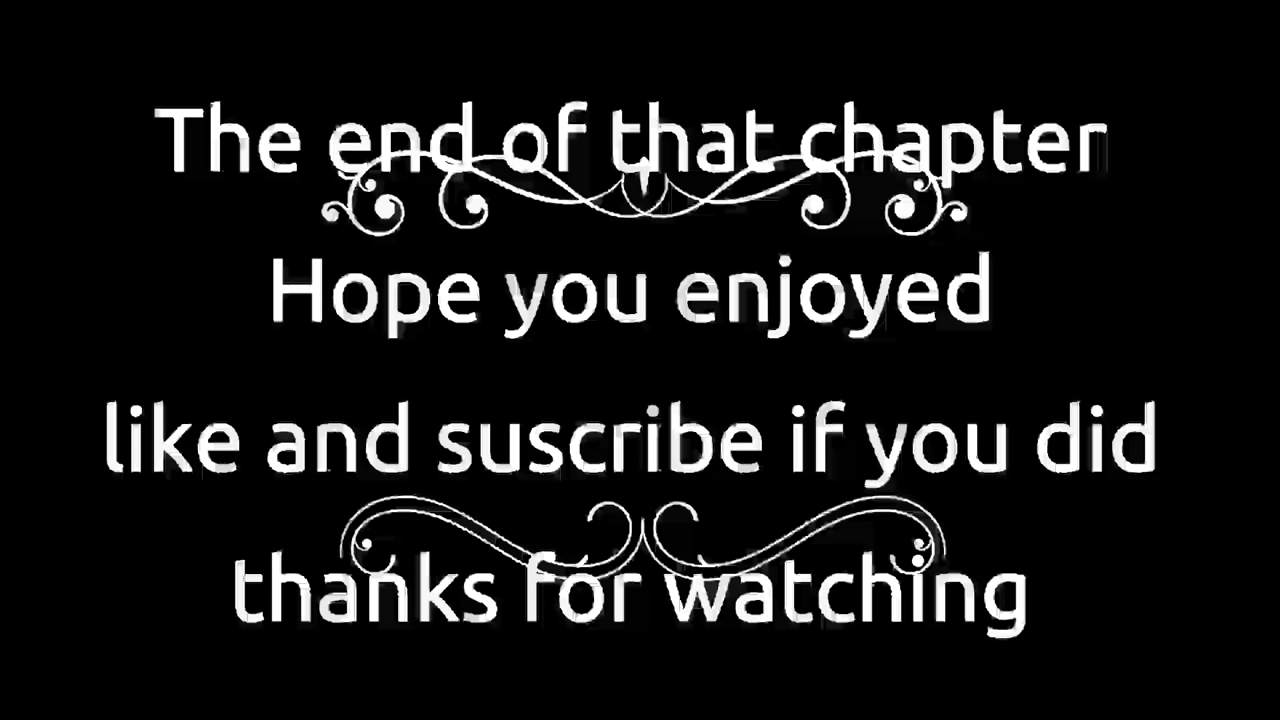 The end of that chapter
Hope you enjoyed
like and suscribe if you did
thanks for watching